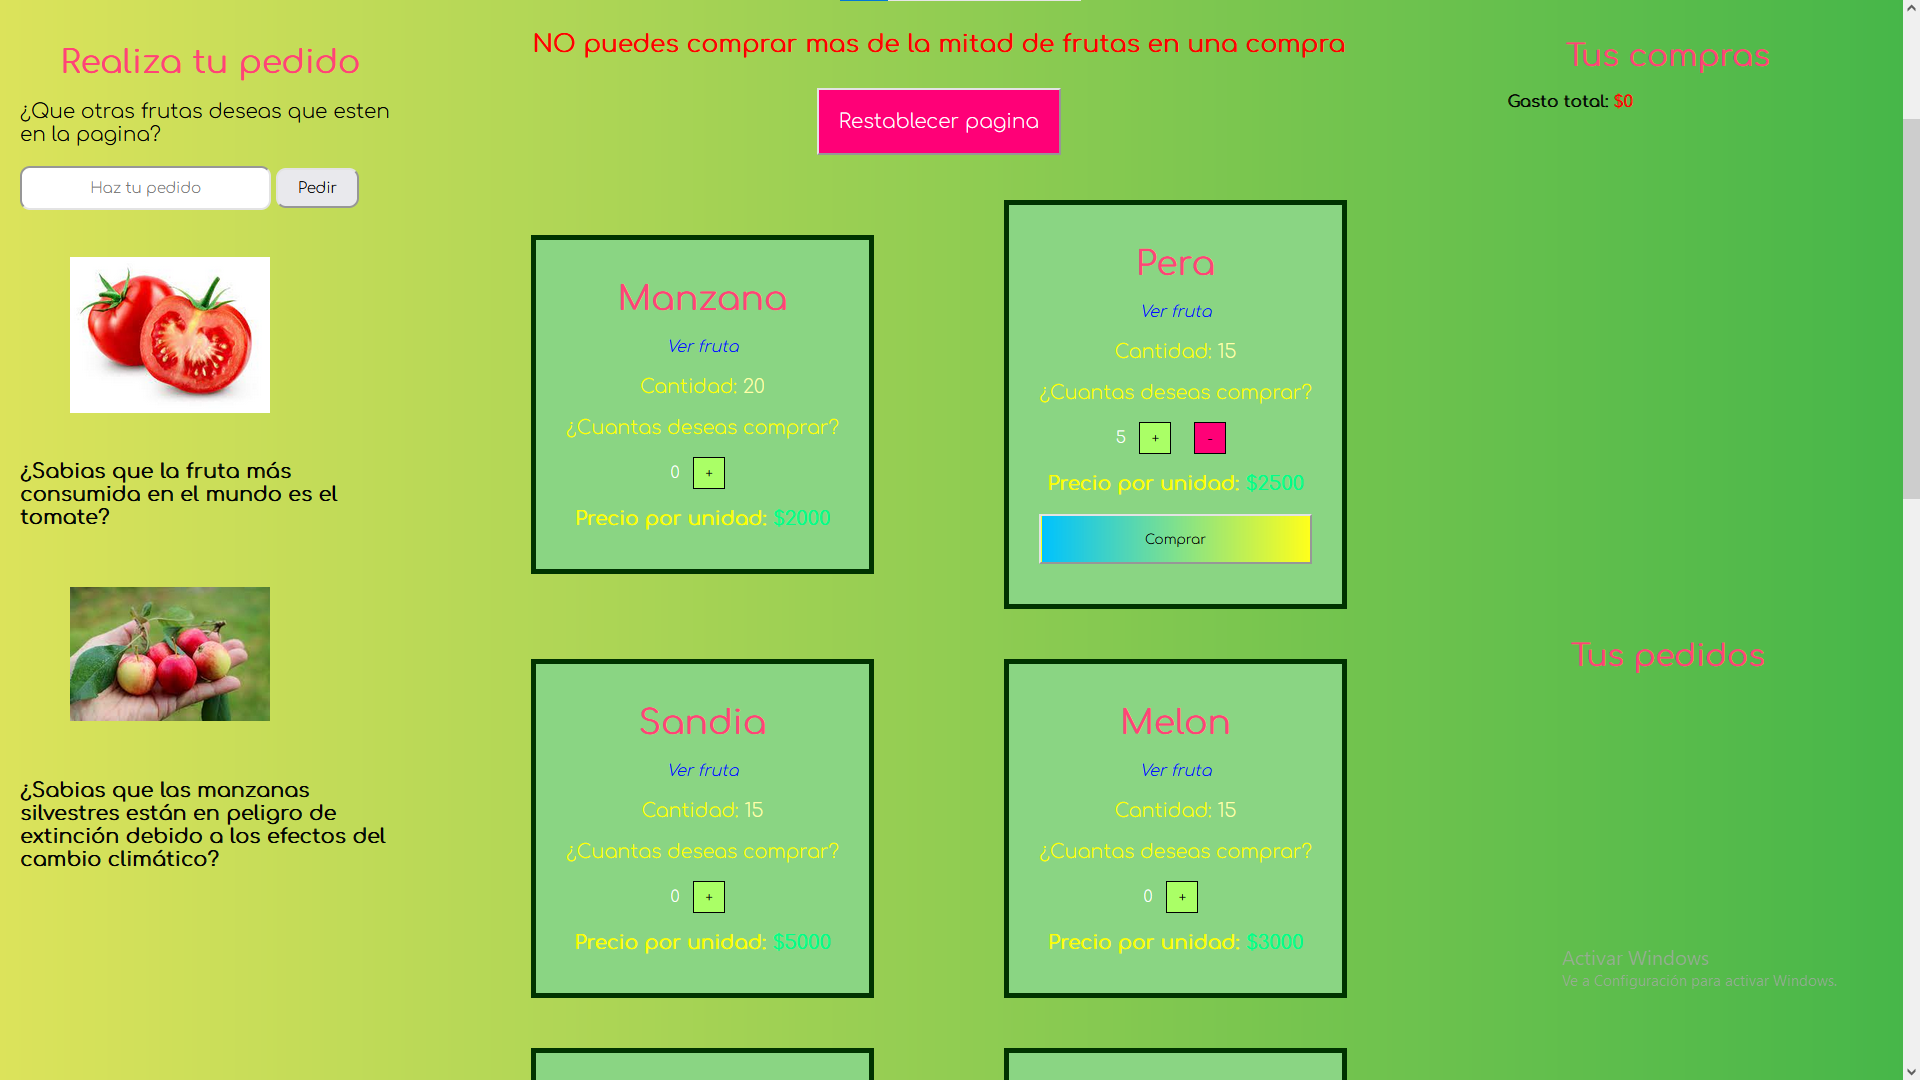 Realiza tu pedido
¿Que otras frutas deseas que esten
en la pagina?
Haz tu pedido
Pedir
¿Sabias que la fruta más
consumida en el mundo es el
tomate?
¿Sabias que las manzanas
silvestres están en peligro de
extinción debido a los efectos del
cambio climático?
NO puedes comprar mas de la mitad de frutas en una compra
Restablecer pagina
Manzana
Ver fruta
Cantidad: 20
¿Cuantas deseas comprar?
0 +
Precio por unidad: $2000
Pera
Ver fruta
Cantidad: 15
¿Cuantas deseas comprar?
5 + -
Precio por unidad: $2500
Comprar
Sandia
Ver fruta
Cantidad: 15
¿Cuantas deseas comprar?
0 +
Precio por unidad: $5000
Melon
Ver fruta
Cantidad: 15
¿Cuantas deseas comprar?
0 +
Precio por unidad: $3000
Tus compras
Gasto total: $0
Tus pedidos
Activar Windows
Ve a Configuración para activar Windows.